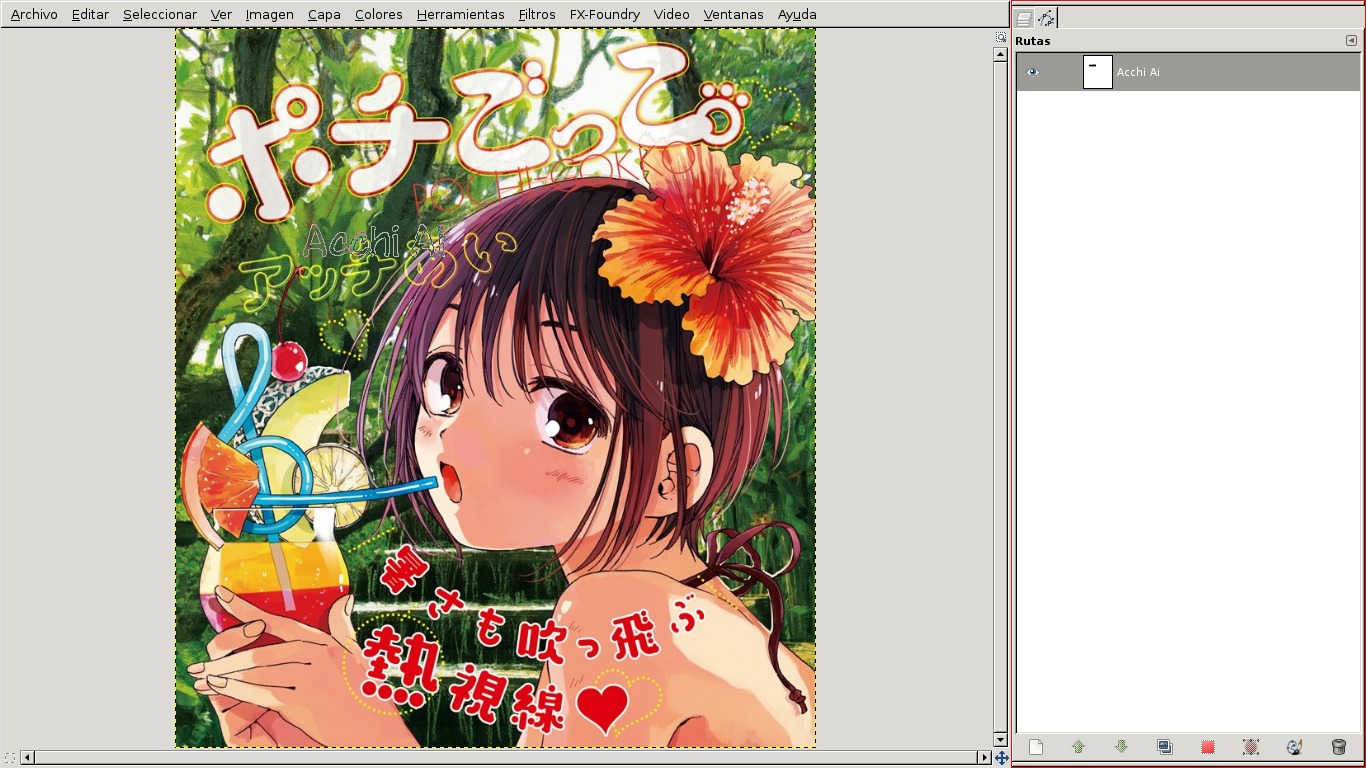 Archivo Editar Seleccionar Ver Imagen Capa Colores Herramientas Filtros FX-Foundry Video Ventanas Ayuda
Rutas
Acchi Ai
ポチごっこ
POCHI-GOKKO
Acchi Ai
アッチあい
暑さも吹っ飛ぶ
熱視線♥